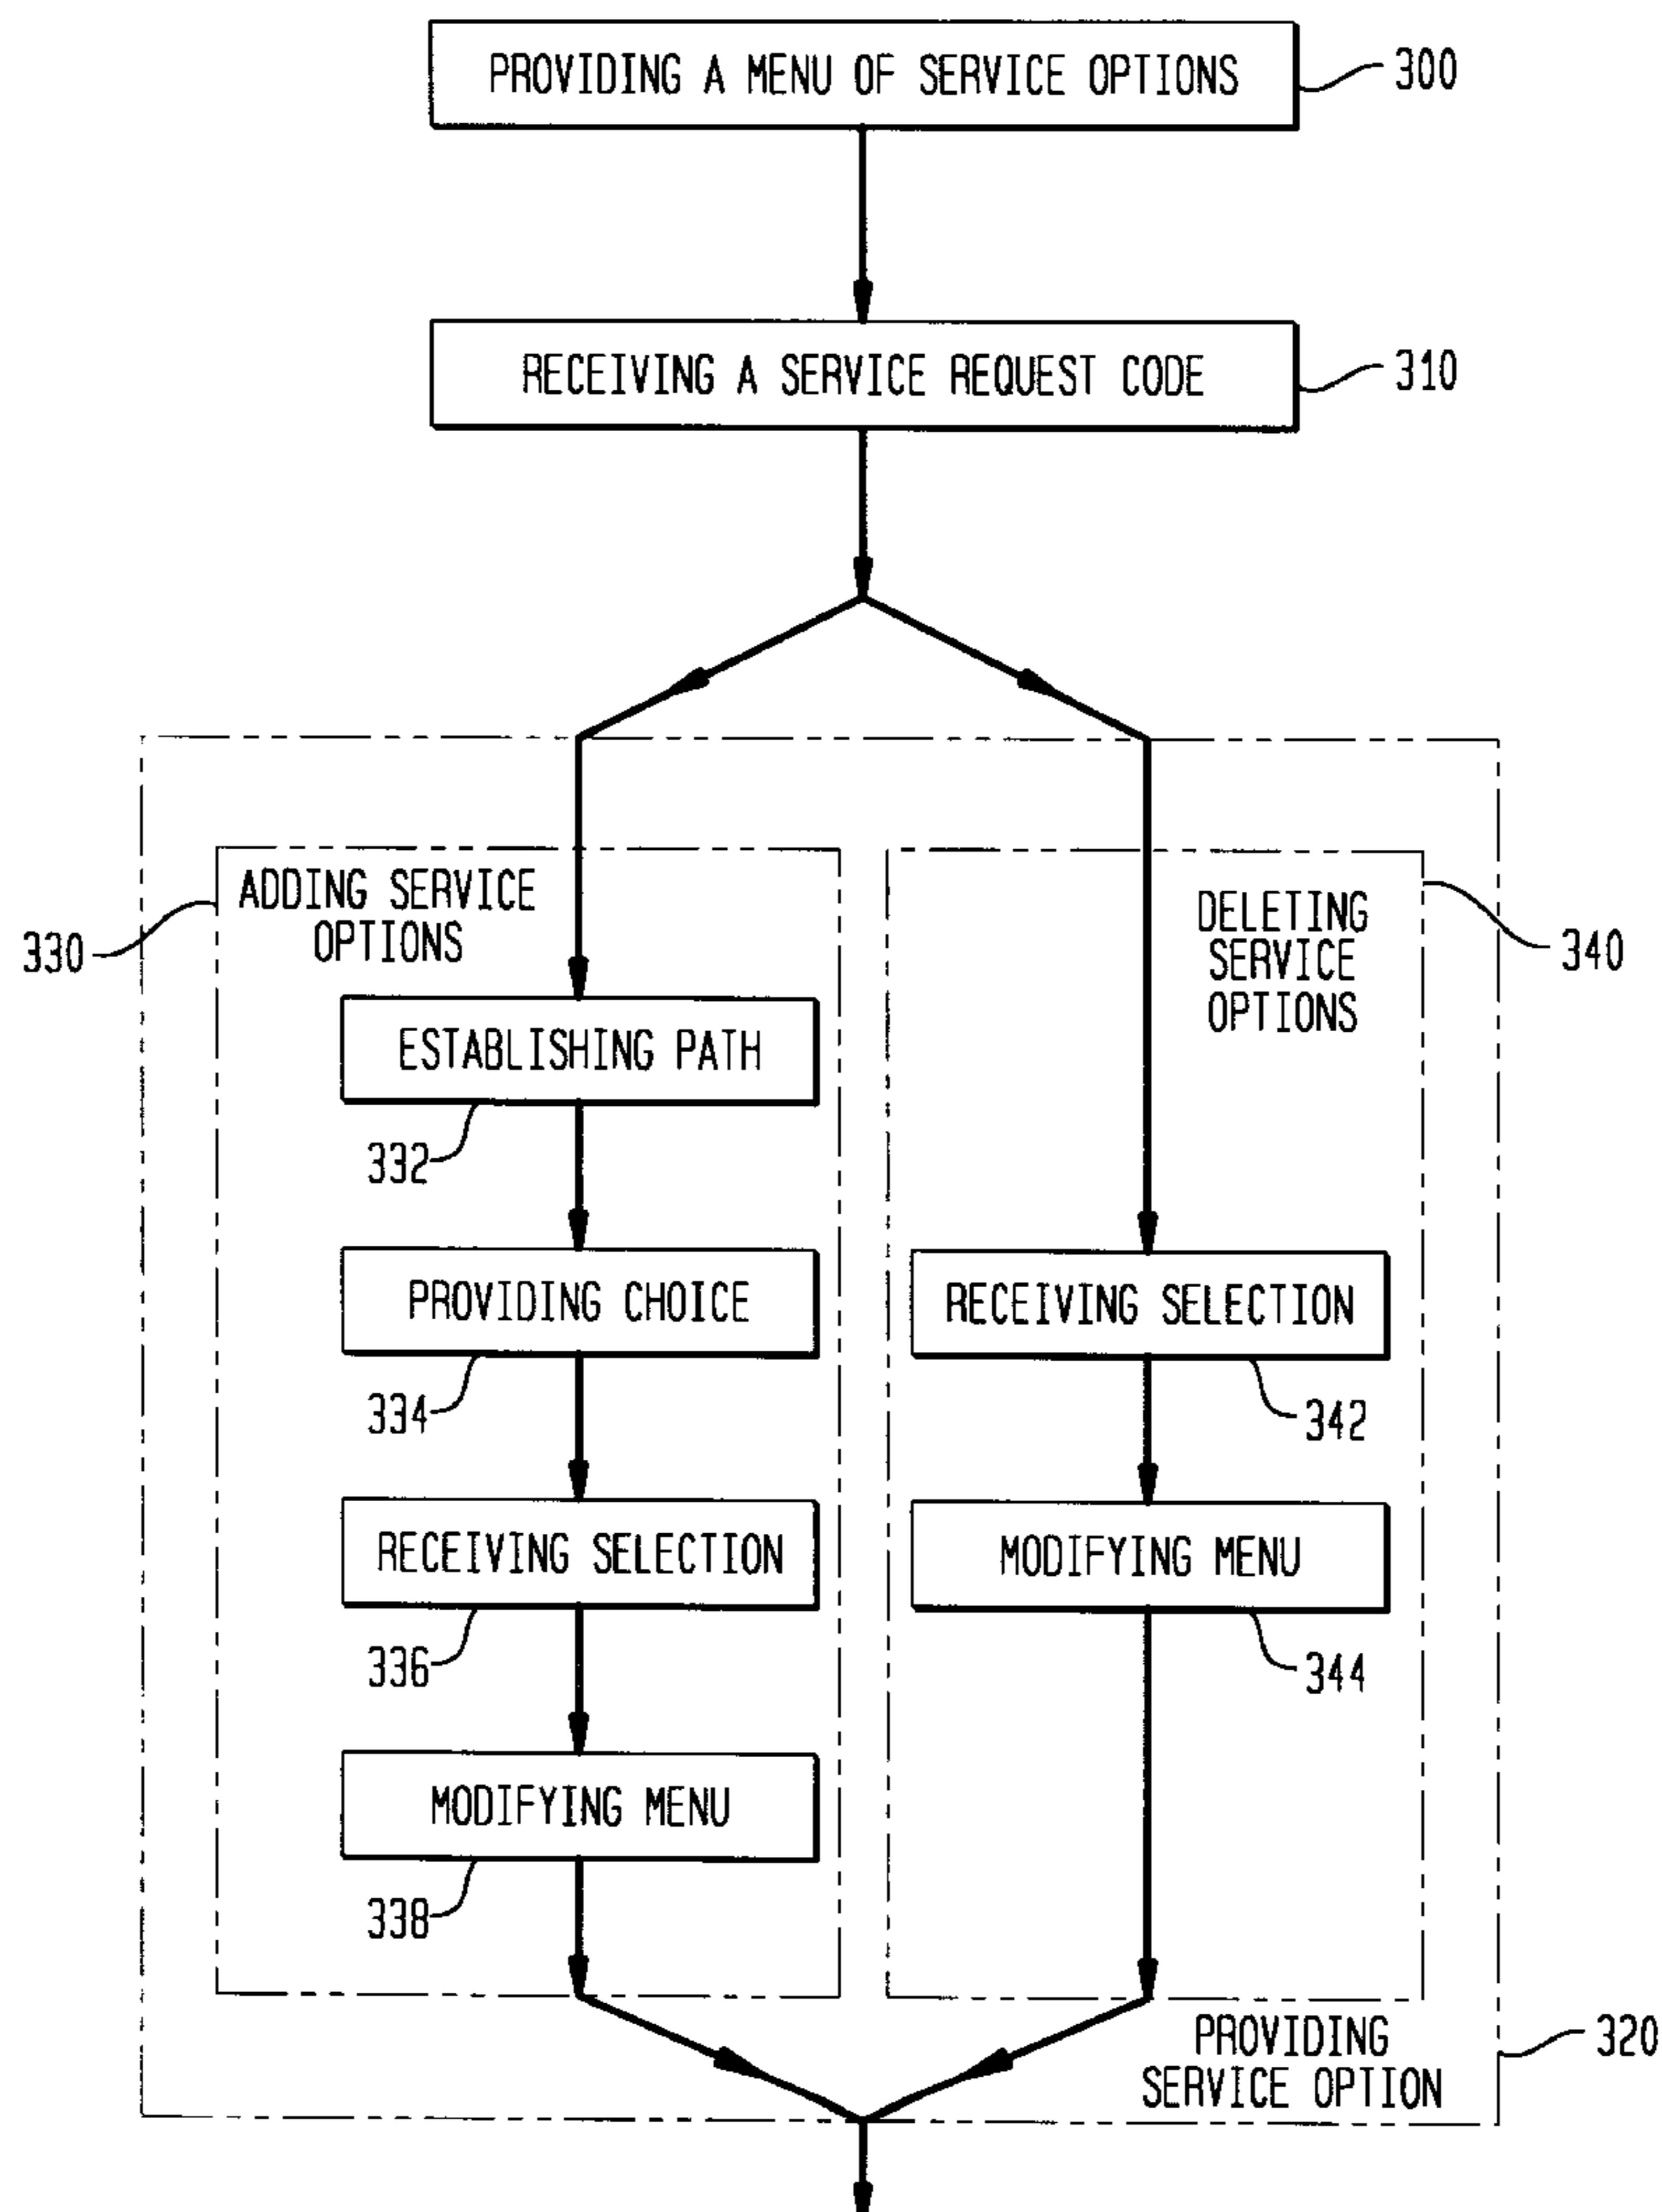 PROVIDING A MENU OF SERVICE OPTIONS
300
RECEIVING A SERVICE REQUEST CODE
310
ADDING SERVICE
OPTIONS
330
DELETING
SERVICE
OPTIONS
340
ESTABLISHING PATH
332
PROVIDING CHOICE
334
RECEIVING SELECTION
342
RECEIVING SELECTION
336
MODIFYING MENU
344
MODIFYING MENU
338
PROVIDING
SERVICE OPTION
320